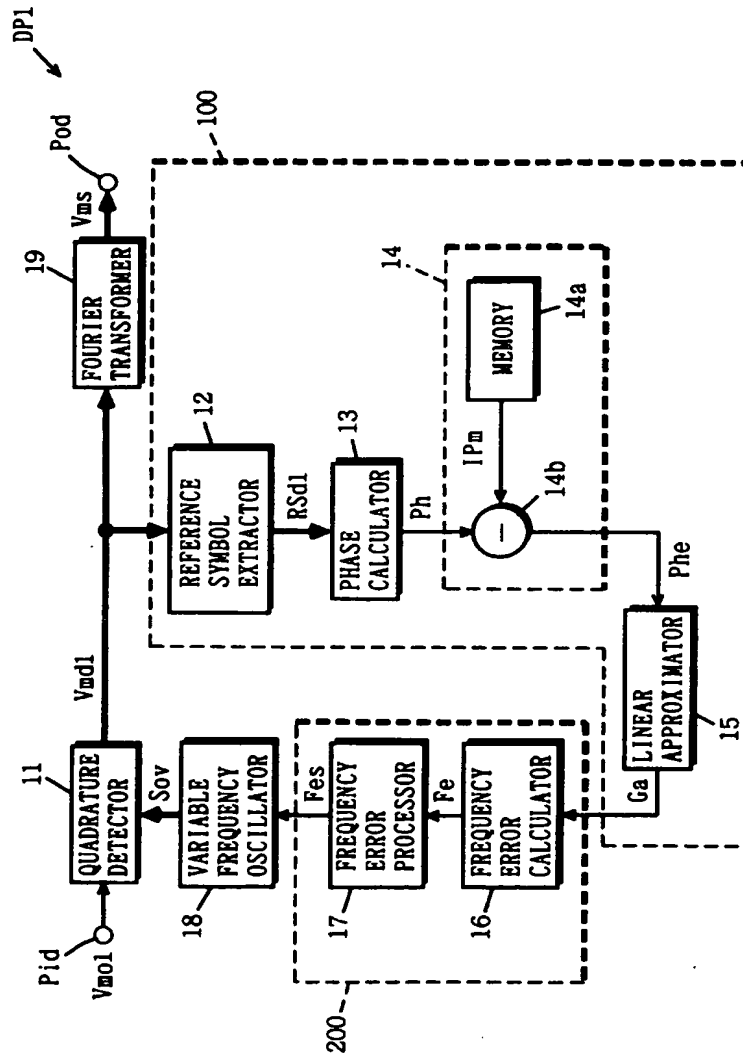 DP1
Pod
Vms
19
FOURIER
TRANSFORMER
100
Vmd1
11
QUADRATURE
DETECTOR
Pid
Vmo1
Sov
18
VARIABLE
FREQUENCY
OSCILLATOR
12
REFERENCE
SYMBOL
EXTRACTOR
RSd1
13
PHASE
CALCULATOR
Ph
14
MEMORY
14a
IPm
14b
Phe
LINEAR
APPROXIMATOR
15
Ga
200
17
FREQUENCY
ERROR
PROCESSOR
Fes
16
FREQUENCY
ERROR
CALCULATOR
Fe